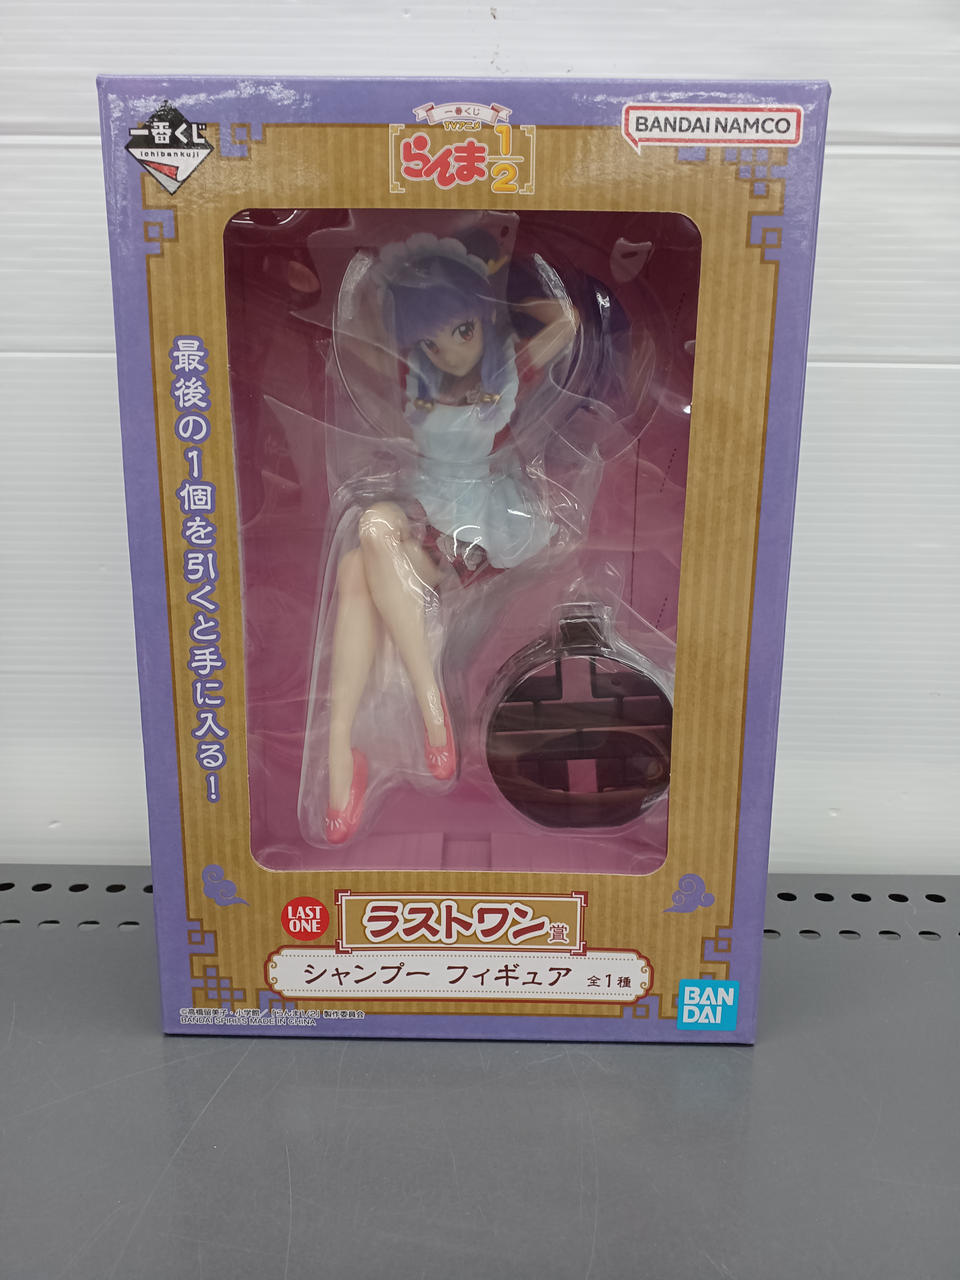 一番くじ
ichibankuji
一番くじ
TVアニメ
らんま1/2
BANDAI NAMCO
最後の1個を引くと手に入る!
LAST ONE
ラストワン賞
シャンプー フィギュア 全1種
©高橋留美子・小学館/「らんま1/2」製作委員会
BANDAI SPIRITS MADE IN CHINA
BAN
DAI